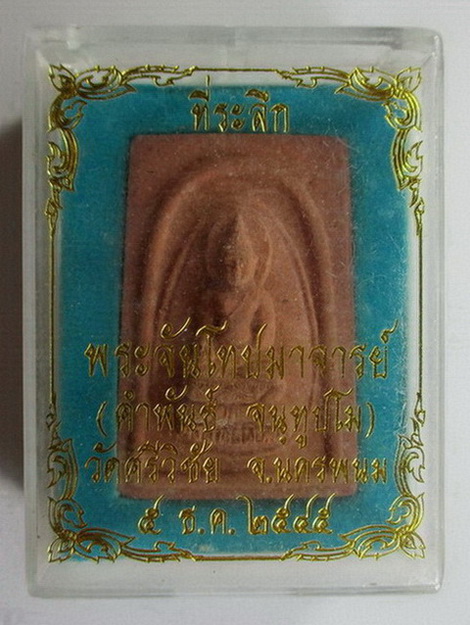 ที่ระลึก
พระจันโทปมาจารย์
(คำพันธ์ จนฺทูปโม)
วัดศรีวิชัย จ.นครพนม
๕ ธ.ค. ๒๕๔๕